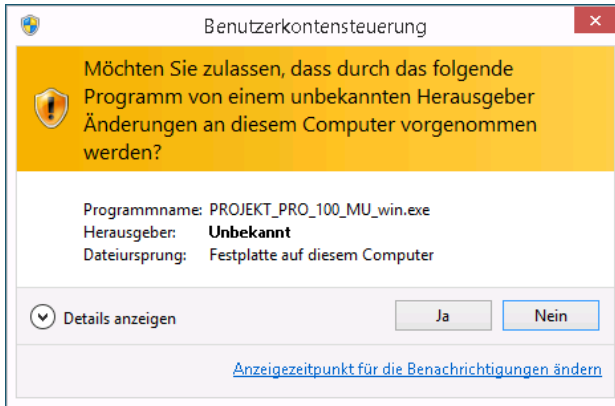 Benutzerkontensteuerung
Möchten Sie zulassen, dass durch das folgende
Programm von einem unbekannten Herausgeber
Änderungen an diesem Computer vorgenommen
werden?
Programmname: PROJEKT_PRO_100_MU_win.exe
Herausgeber: Unbekannt
Dateiursprung: Festplatte auf diesem Computer
Details anzeigen Ja Nein
Anzeigezeitpunkt für die Benachrichtigungen ändern